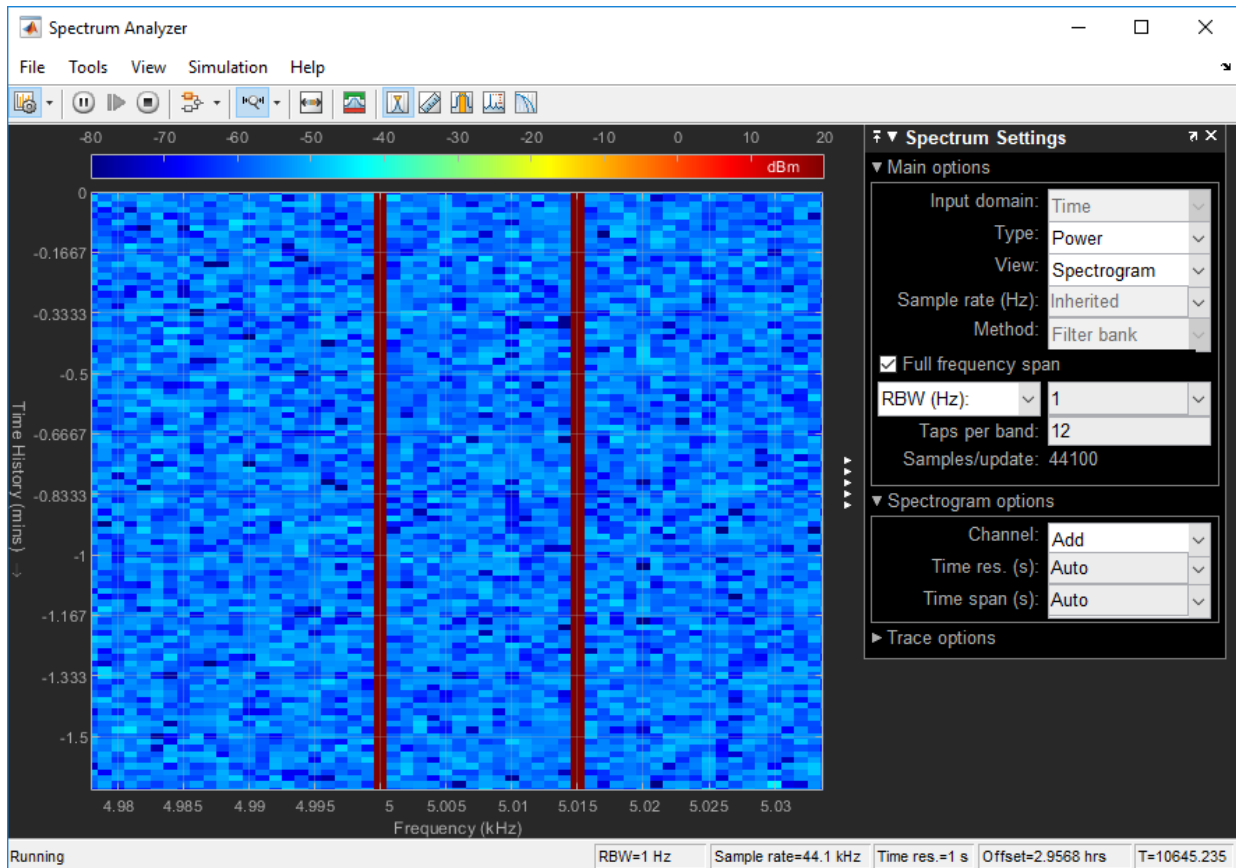 Spectrum Analyzer
File Tools View Simulation Help
-80 -70 -60 -50 -40 -30 -20 -10 0 10 20
dBm
0
-0.1667
-0.3333
-0.5
-0.6667
-0.8333
-1
-1.167
-1.333
-1.5
Time History (mins) →
4.98 4.985 4.99 4.995 5 5.005 5.01 5.015 5.02 5.025 5.03
Frequency (kHz)
Spectrum Settings
Main options
Input domain: Time
Type: Power
View: Spectrogram
Sample rate (Hz): Inherited
Method: Filter bank
Full frequency span
RBW (Hz): 1
Taps per band: 12
Samples/update: 44100
Spectrogram options
Channel: Add
Time res. (s): Auto
Time span (s): Auto
Trace options
Running RBW=1 Hz Sample rate=44.1 kHz Time res.=1 s Offset=2.9568 hrs T=10645.235